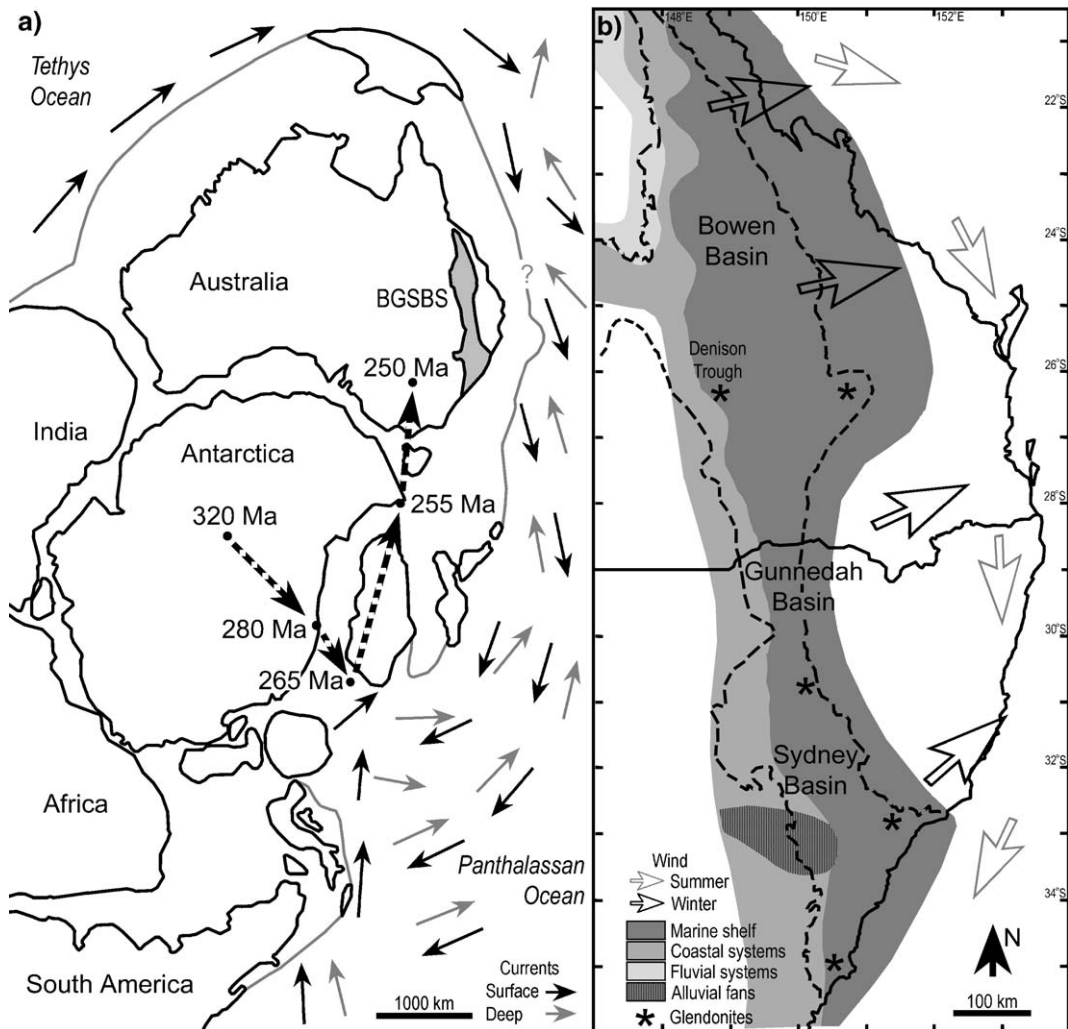 a)
Tethys
Ocean
Australia
BGSBS
?
250 Ma
India
Antarctica
320 Ma
255 Ma
280 Ma
265 Ma
Africa
Panthalassan
Ocean
South America
1000 km
Currents
Surface
Deep
b)
148°E
150°E
152°E
22°S
24°S
26°S
28°S
30°S
32°S
34°S
Bowen
Basin
Denison
Trough
Gunnedah
Basin
Sydney
Basin
Wind
Summer
Winter
Marine shelf
Coastal systems
Fluvial systems
Alluvial fans
Glendonites
N
100 km